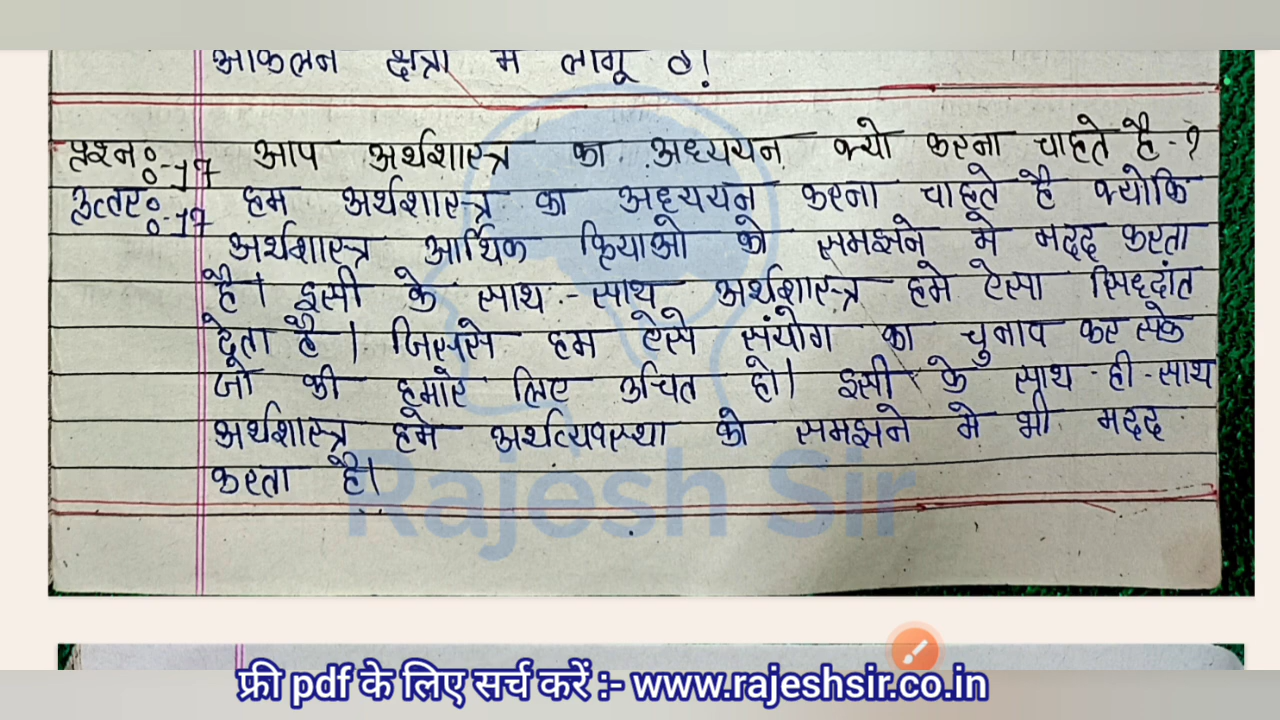 आकलन क्षेत्रो मे लागू है।
प्रश्नः-17 आप अर्थशास्त्र का अध्ययन क्यो करना चाहते है-?
उत्तरः-17 हम अर्थशास्त्र का अध्ययन करना चाहते है क्योकि
अर्थशास्त्र आर्थिक क्रियाओ को समझने मे मदद करता
है। इसी के साथ-साथ अर्थशास्त्र हमे ऐसा सिद्दांत
देता है। जिससे हम ऐसे संयोग का चुनाव कर सके
जो की हमारे लिए उचित हो। इसी के साथ-ही-साथ
अर्थशास्त्र हमे अर्थव्यवस्था को समझने मे भी मदद
करता है।
Rajesh Sir
फ्री pdf के लिए सर्च करें :- www.rajeshsir.co.in